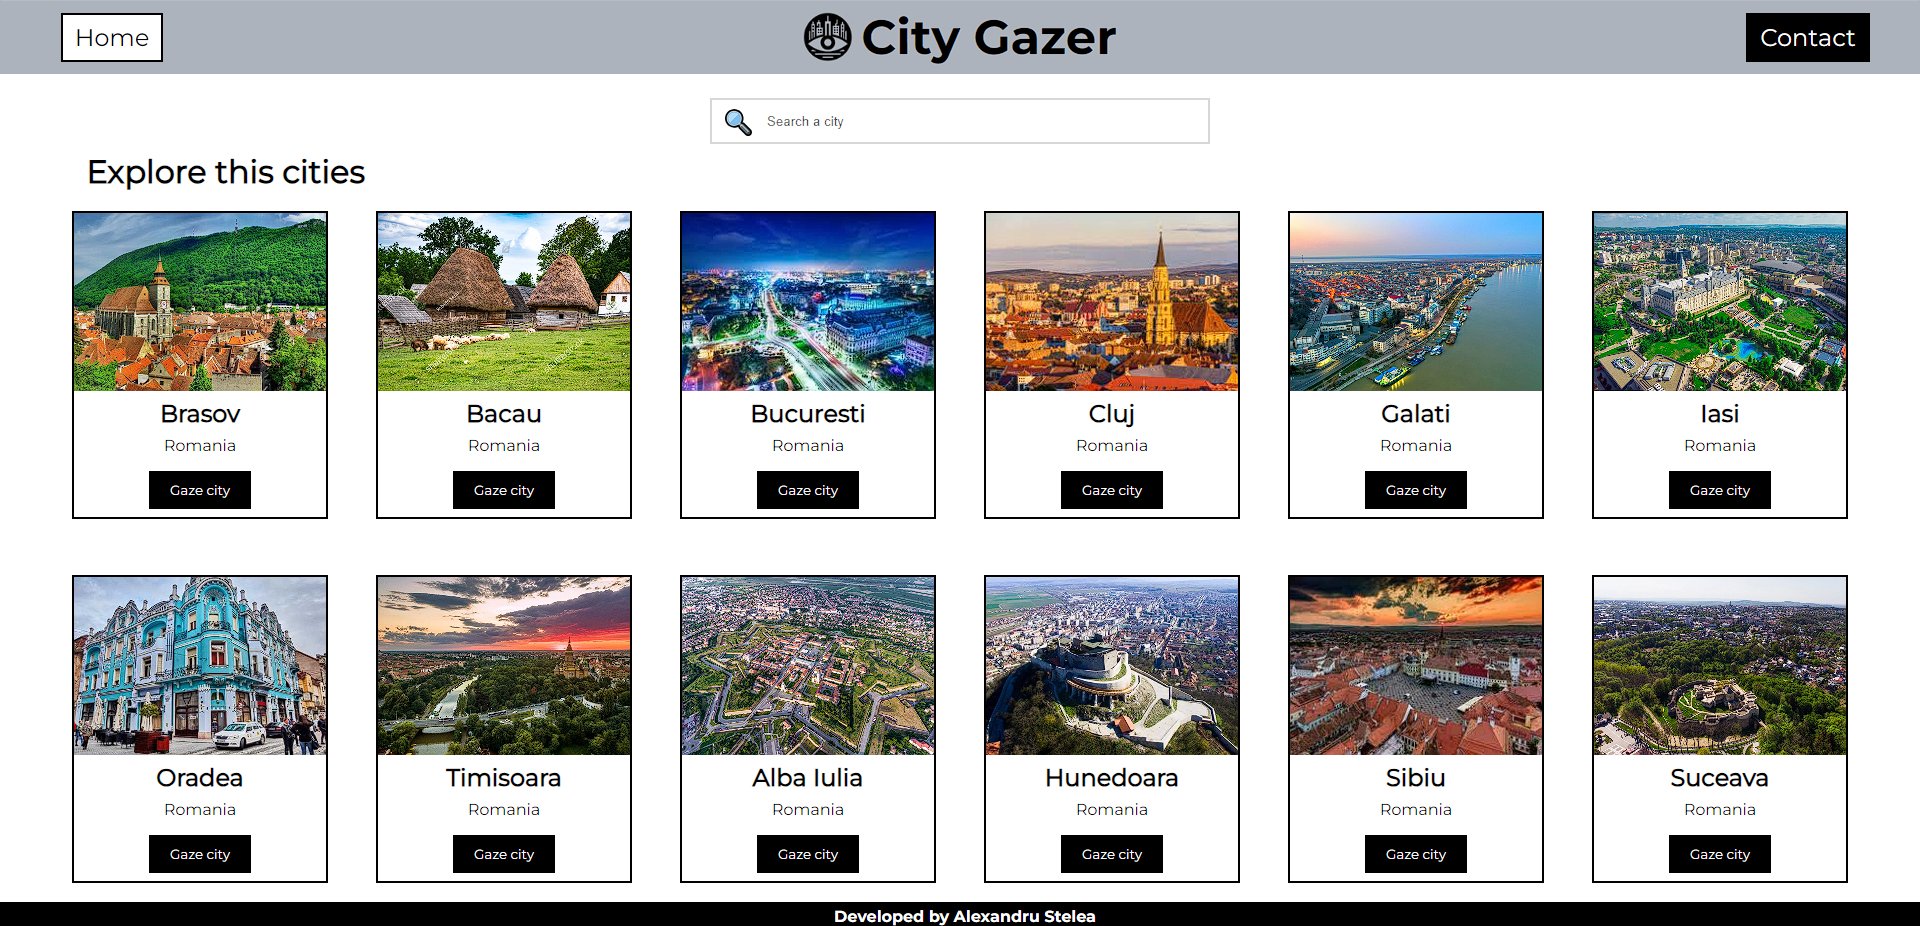 Home
City Gazer
Contact
Search a city
Explore this cities
Brasov
Romania
Gaze city
Bacau
Romania
Gaze city
Bucuresti
Romania
Gaze city
Cluj
Romania
Gaze city
Galati
Romania
Gaze city
Iasi
Romania
Gaze city
Oradea
Romania
Gaze city
Timisoara
Romania
Gaze city
Alba Iulia
Romania
Gaze city
Hunedoara
Romania
Gaze city
Sibiu
Romania
Gaze city
Suceava
Romania
Gaze city
Developed by Alexandru Stelea